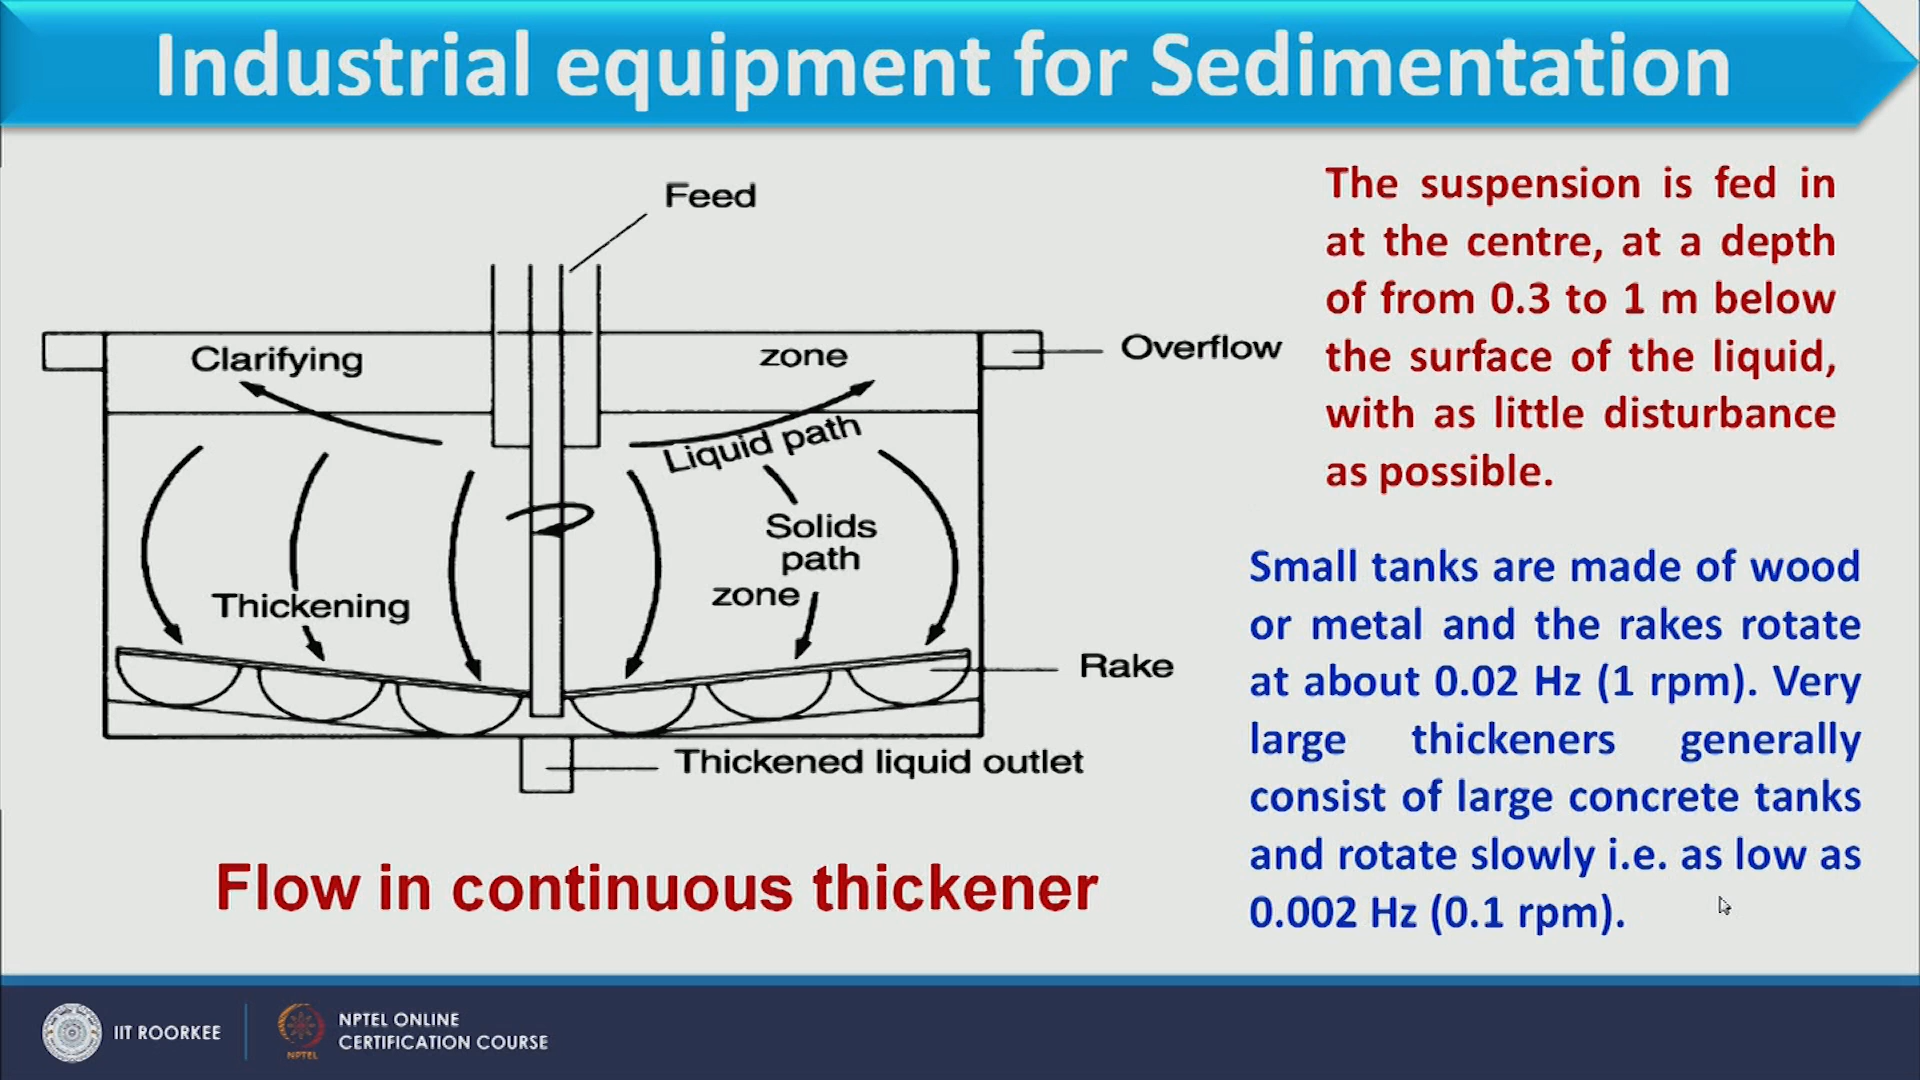 Industrial equipment for Sedimentation
Feed
Clarifying
zone
Overflow
Liquid path
Solids
path
zone
Thickening
Rake
Thickened liquid outlet
Flow in continuous thickener
The suspension is fed in
at the centre, at a depth
of from 0.3 to 1 m below
the surface of the liquid,
with as little disturbance
as possible.
Small tanks are made of wood
or metal and the rakes rotate
at about 0.02 Hz (1 rpm). Very
large thickeners generally
consist of large concrete tanks
and rotate slowly i.e. as low as
0.002 Hz (0.1 rpm).
IIT ROORKEE
NPTEL
NPTEL ONLINE
CERTIFICATION COURSE